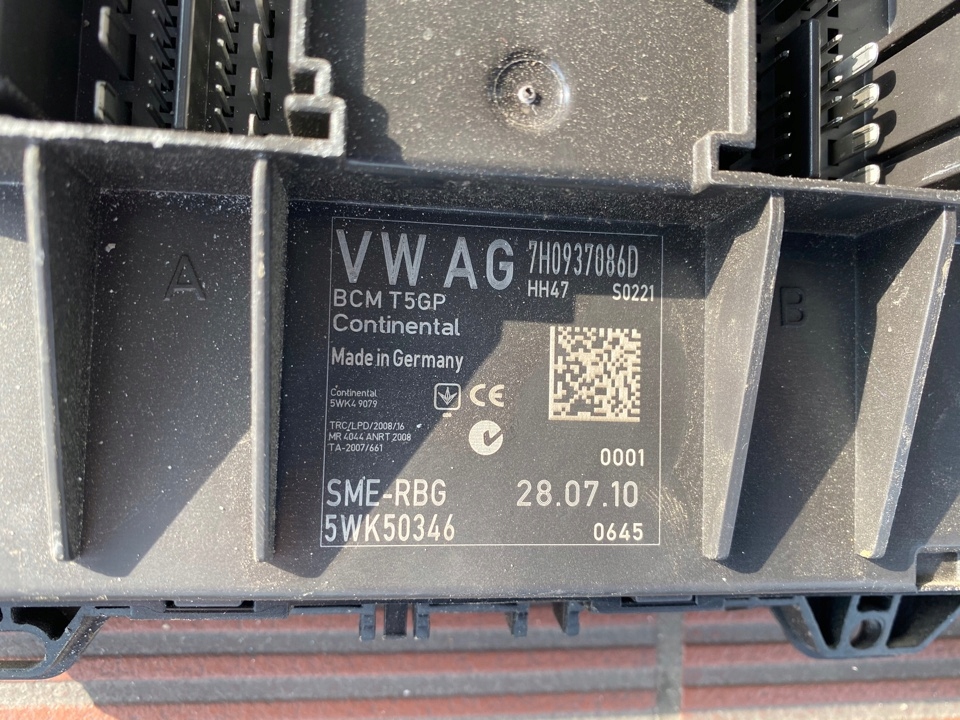 A
B
VW AG 7H0937086D
HH47 S0221
BCM T5GP
Continental
Made in Germany
Continental
5WK4 9079
CE
TRC/LPD/2008/16
MR 4044 ANRT 2008
TA-2007/661
0001
SME-RBG 28.07.10
5WK50346 0645